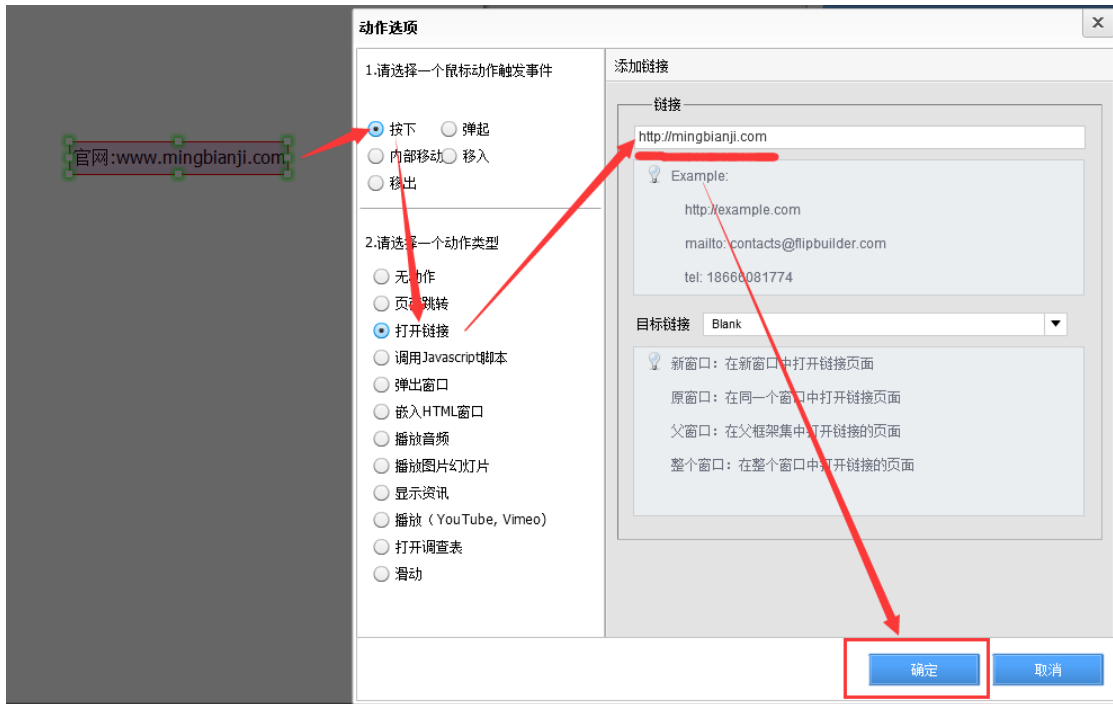 官网:www.mingbianji.com
动作选项
x
1.请选择一个鼠标动作触发事件
按下 弹起
内部移动 移入
移出
2.请选择一个动作类型
无动作
页面跳转
打开链接
调用Javascript脚本
弹出窗口
嵌入HTML窗口
播放音频
播放图片幻灯片
显示资讯
播放（YouTube, Vimeo)
打开调查表
滑动
添加链接
链接
http://mingbianji.com
Example:
http://example.com
mailto: contacts@flipbuilder.com
tel: 18666081774
目标链接 Blank
新窗口：在新窗口中打开链接页面
原窗口：在同一个窗口中打开链接页面
父窗口：在父框架集中打开链接的页面
整个窗口：在整个窗口中打开链接的页面
确定 取消